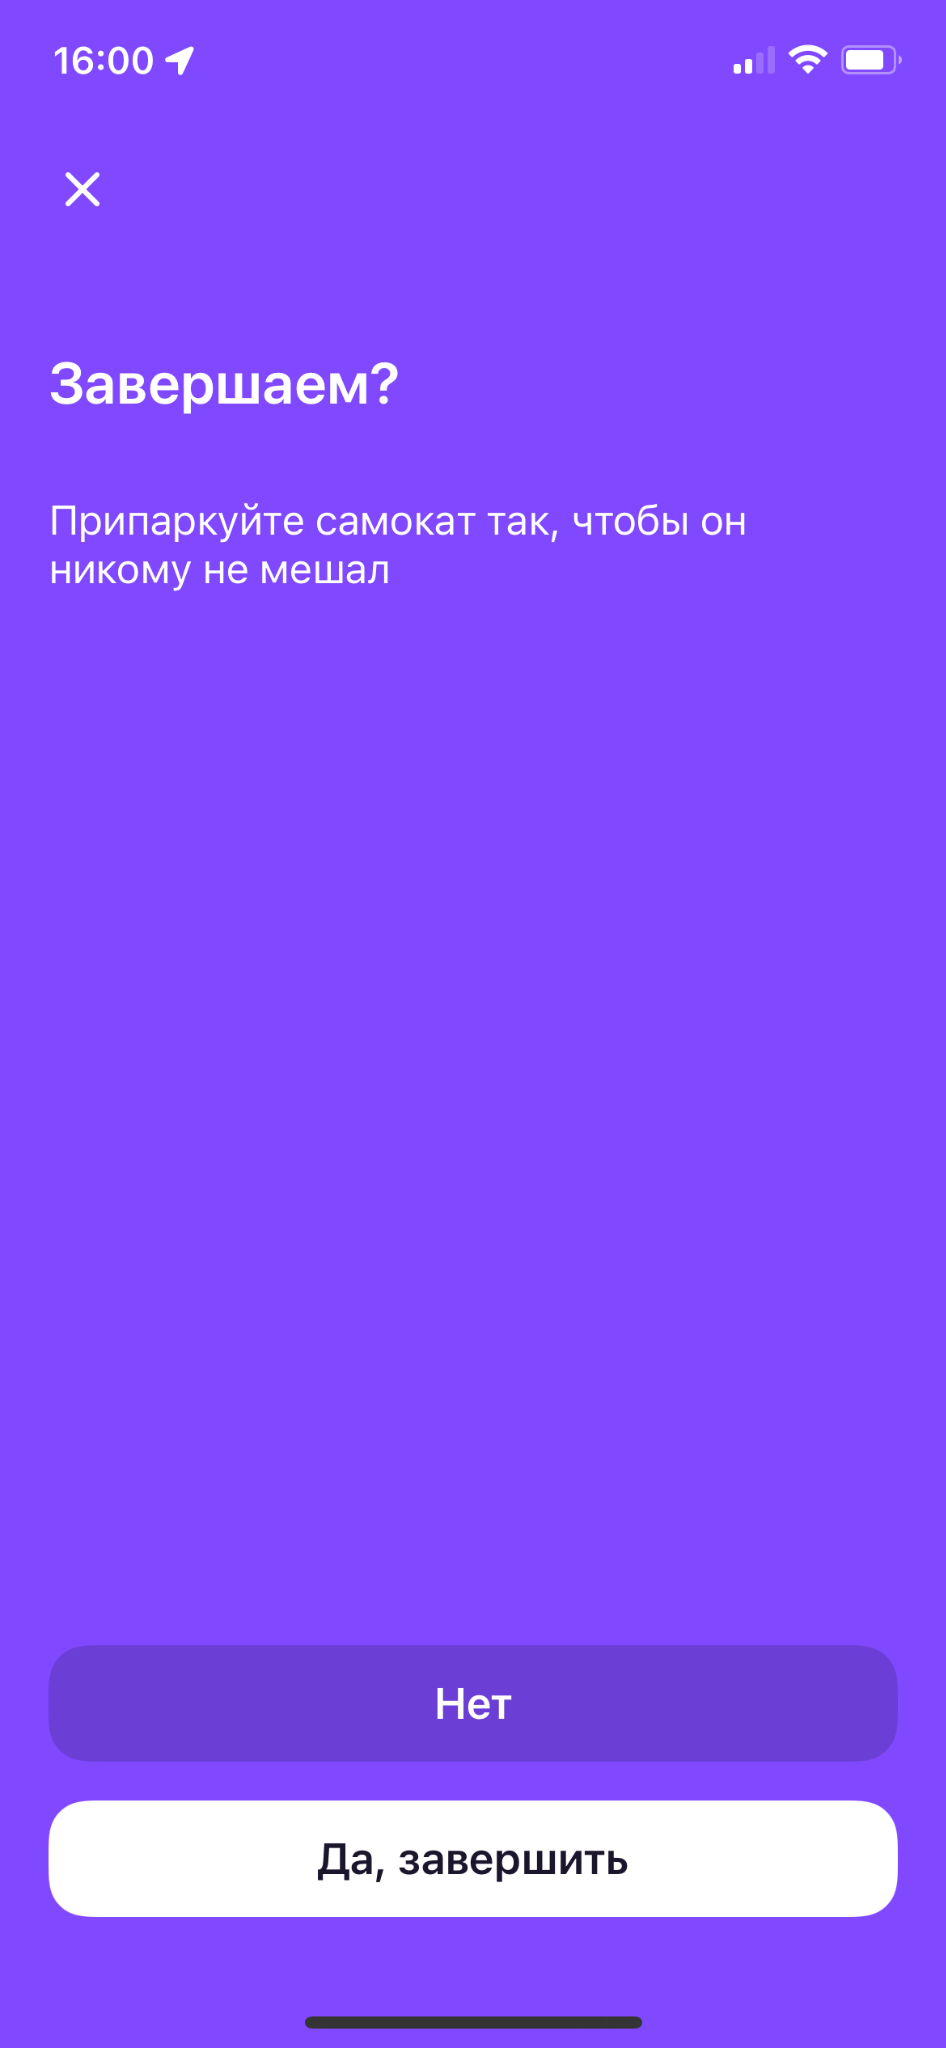 16:00
Завершаем?
Припаркуйте самокат так, чтобы он
никому не мешал
Нет
Да, завершить